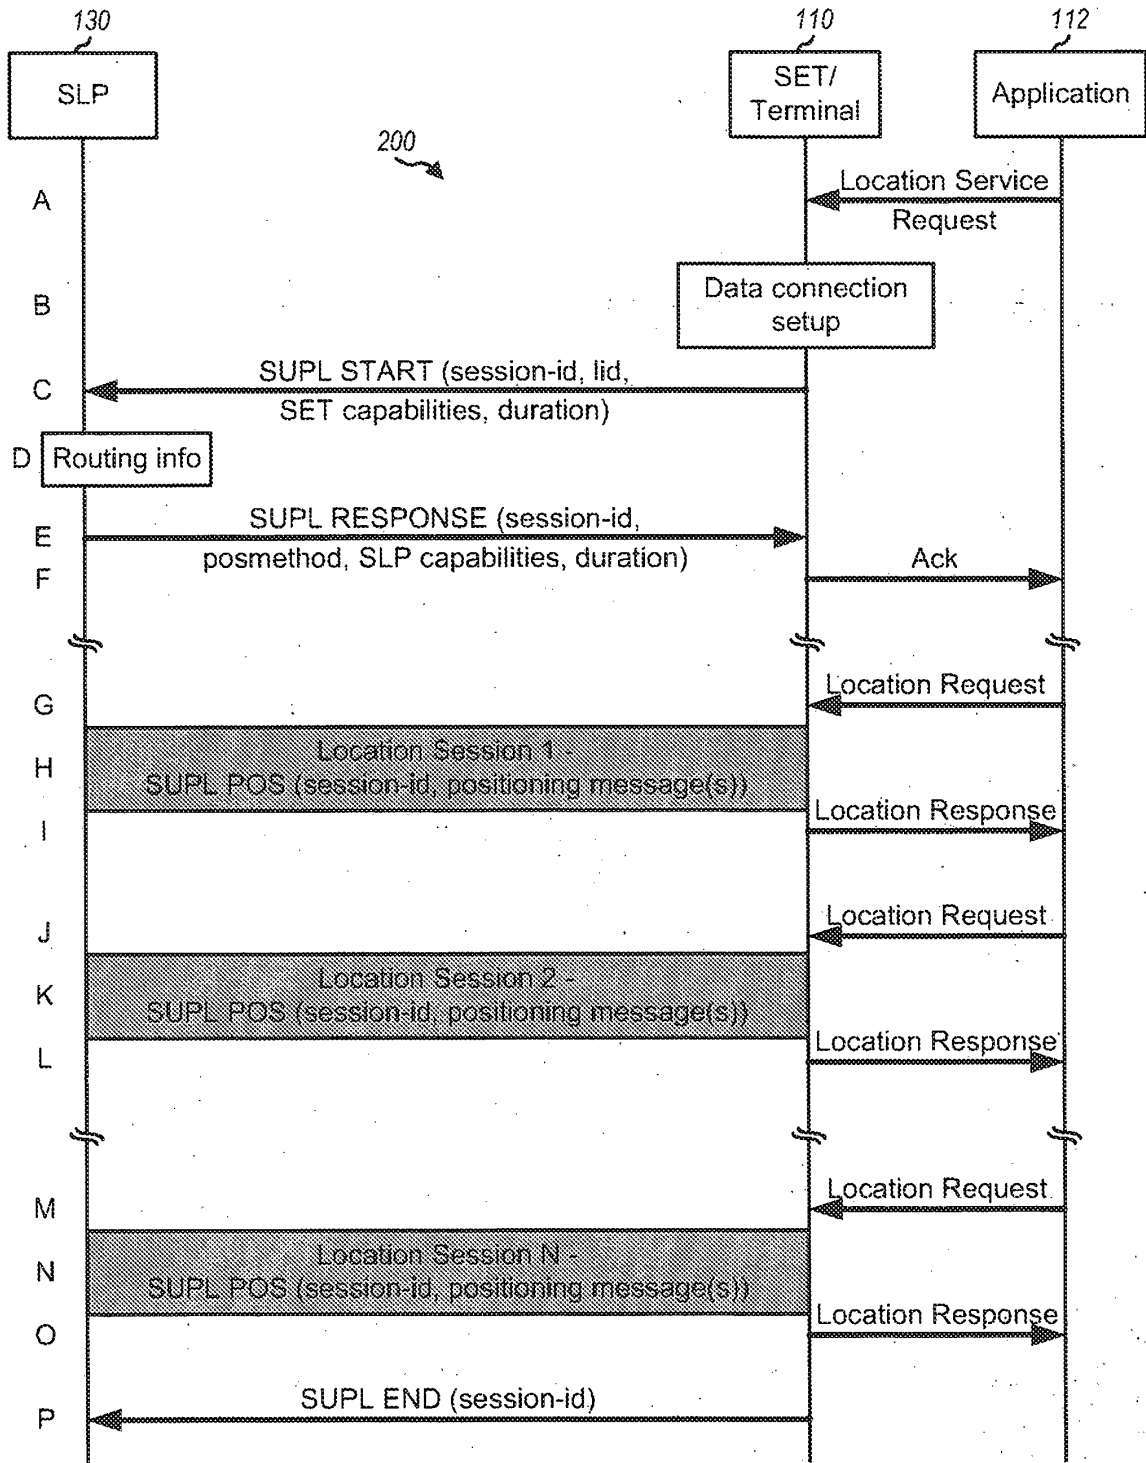 130
110
112
SLP
SET/
Terminal
Application
200
A
Location Service
Request
B
Data connection
setup
C
SUPL START (session-id, lid,
SET capabilities, duration)
D
Routing info
E
SUPL RESPONSE (session-id,
posmethod, SLP capabilities, duration)
F
Ack
G
Location Request
H
Location Session 1 -
SUPL POS (session-id, positioning message(s))
I
Location Response
J
Location Request
K
Location Session 2 -
SUPL POS (session-id, positioning message(s))
L
Location Response
M
Location Request
N
Location Session N -
SUPL POS (session-id, positioning message(s))
O
Location Response
P
SUPL END (session-id)